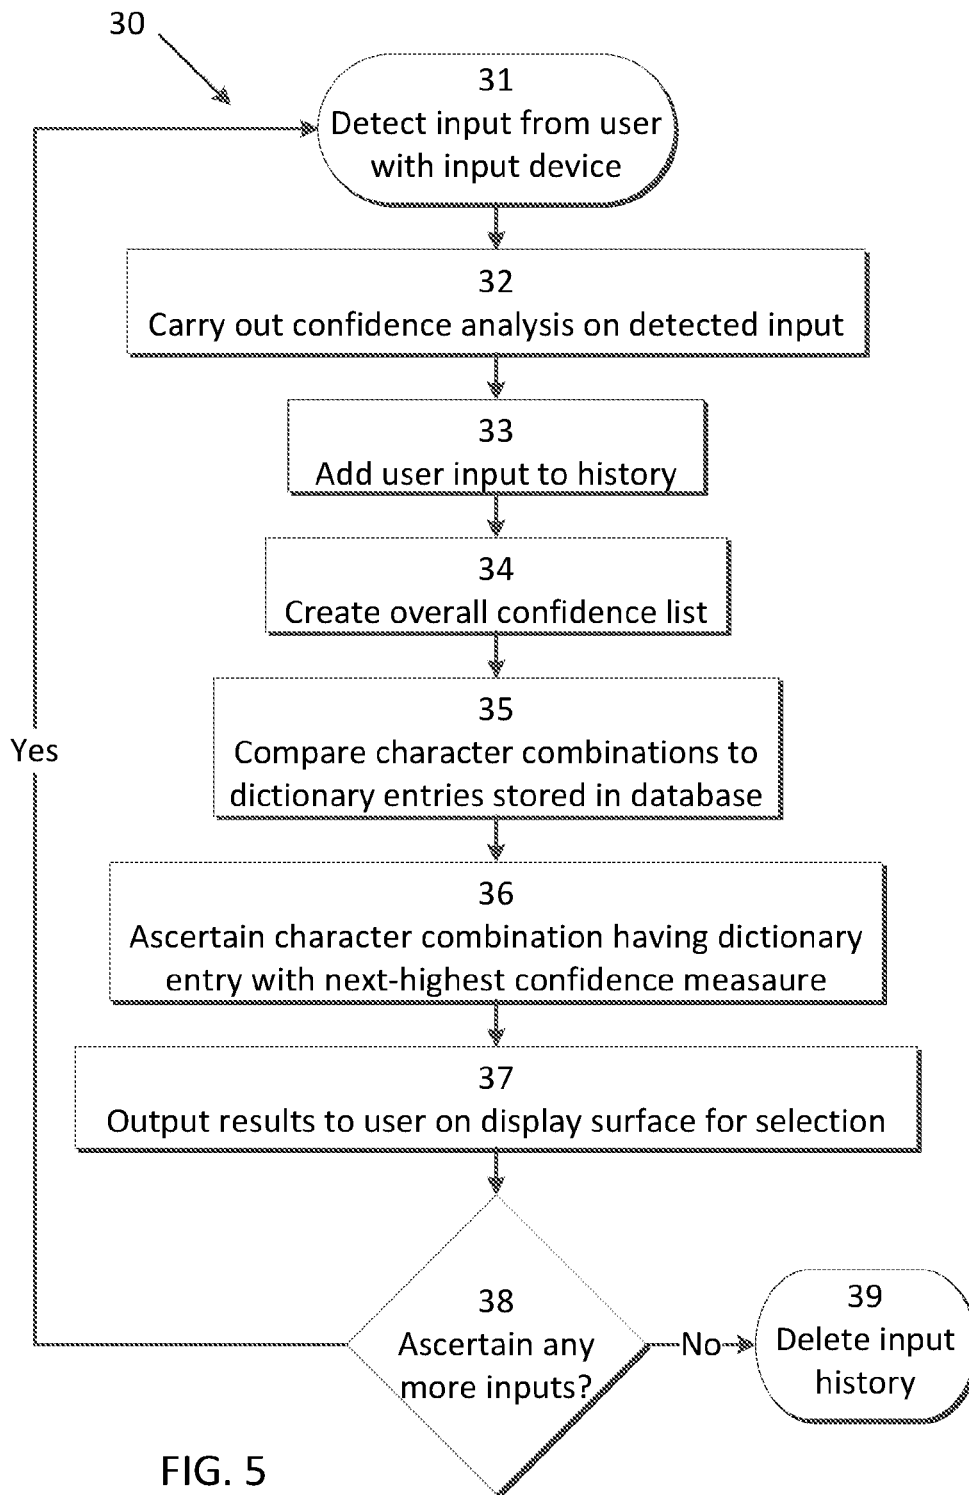 30
31
Detect input from user
with input device
32
Carry out confidence analysis on detected input
33
Add user input to history
34
Create overall confidence list
35
Compare character combinations to
dictionary entries stored in database
Yes
36
Ascertain character combination having dictionary
entry with next-highest confidence measaure
37
Output results to user on display surface for selection
38
Ascertain any
more inputs?
No
39
Delete input
history
FIG. 5